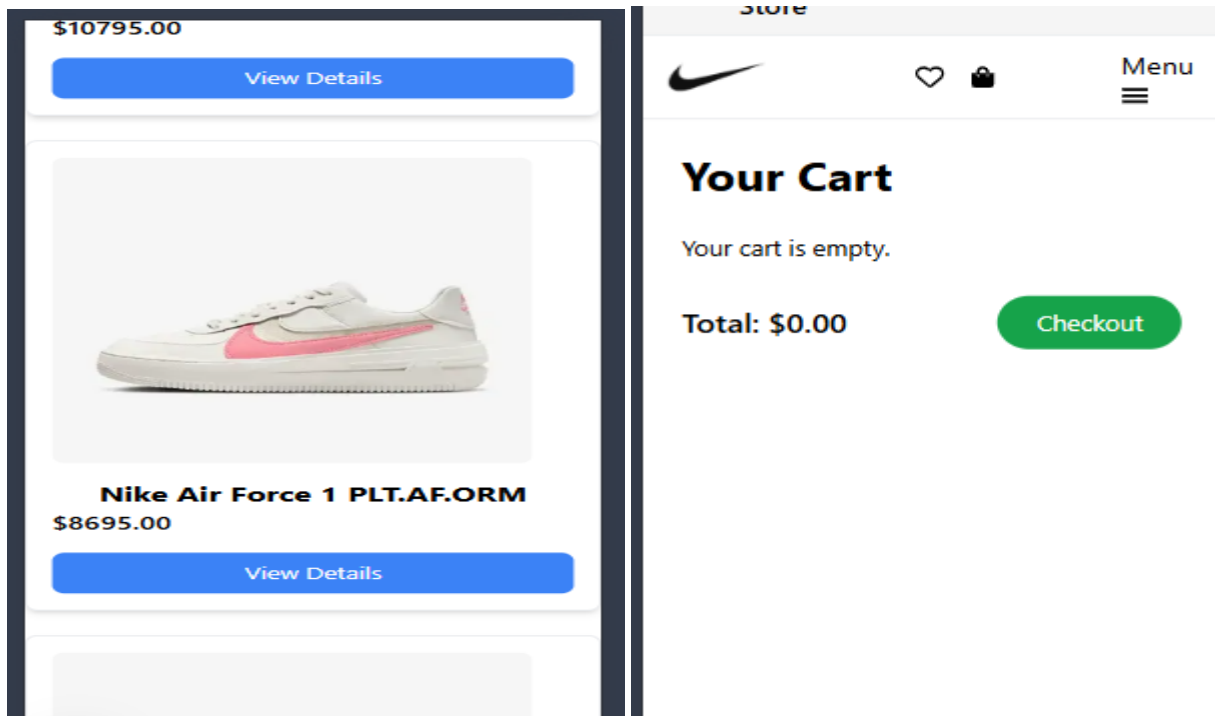 $10795.00
View Details
Nike Air Force 1 PLT.AF.ORM
$8695.00
View Details
Store
Menu
Your Cart
Your cart is empty.
Total: $0.00
Checkout